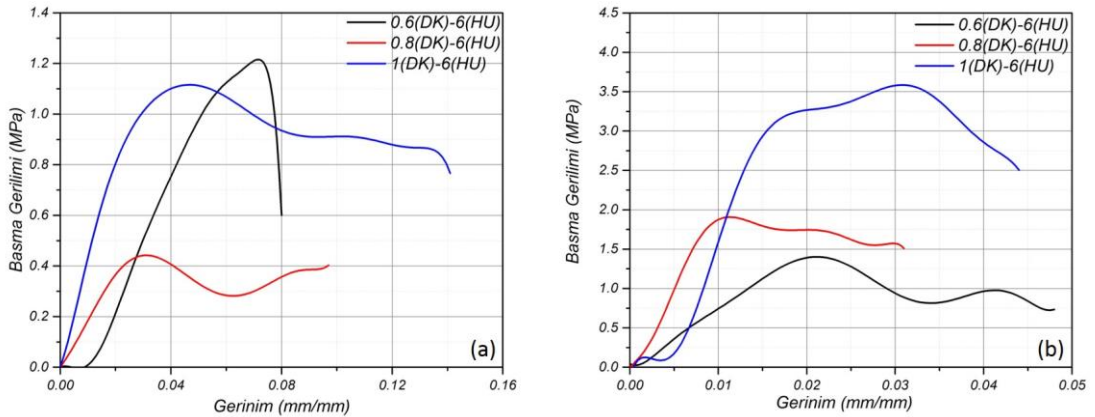 1.4
1.2
1.0
0.8
0.6
0.4
0.2
0.0
Basma Gerilimi (MPa)
0.6(DK)-6(HU)
0.8(DK)-6(HU)
1(DK)-6(HU)
(a)
0.00
0.04
0.08
0.12
0.16
Gerinim (mm/mm)
4.5
4.0
3.5
3.0
2.5
2.0
1.5
1.0
0.5
0.0
Basma Gerilimi (MPa)
0.6(DK)-6(HU)
0.8(DK)-6(HU)
1(DK)-6(HU)
(b)
0.00
0.01
0.02
0.03
0.04
0.05
Gerinim (mm/mm)